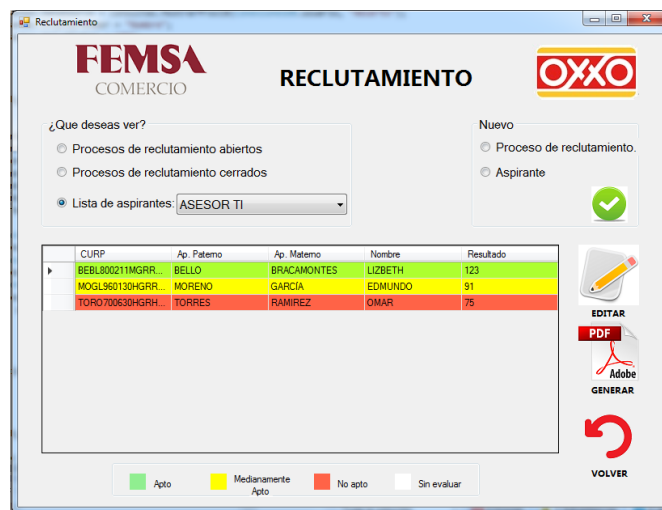 Reclutamiento
FEMSA
COMERCIO
RECLUTAMIENTO
OXXO
¿Que deseas ver?
Procesos de reclutamiento abiertos
Procesos de reclutamiento cerrados
Lista de aspirantes: ASESOR TI
Nuevo
Proceso de reclutamiento.
Aspirante
CURP Ap. Paterno Ap. Materno Nombre Resultado
BEBL800211MGRR... BELLO BRACAMONTES LIZBETH 123
MOGL960130HGRR... MORENO GARCÍA EDMUNDO 91
TORO700630HGRH... TORRES RAMIREZ OMAR 75
EDITAR
PDF
Adobe
GENERAR
VOLVER
Apto
Medianamente
Apto
No apto
Sin evaluar